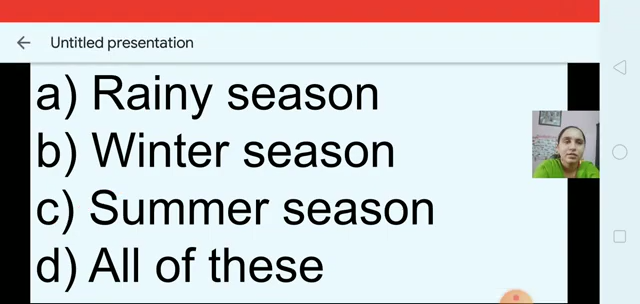 Untitled presentation
a) Rainy season
b) Winter season
c) Summer season
d) All of these